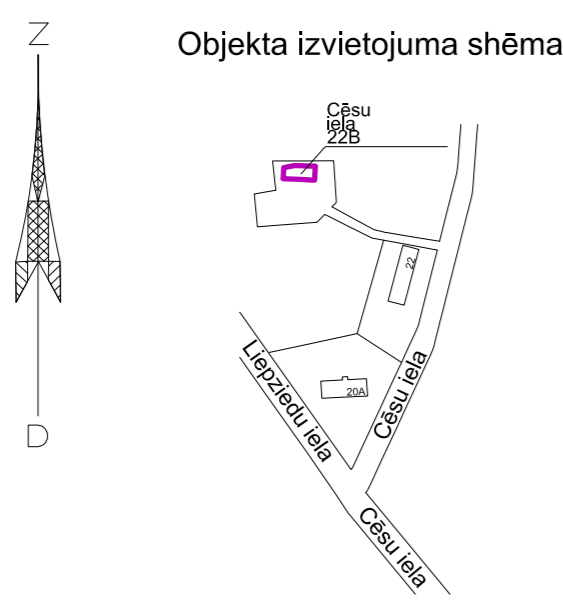 Z
Objekta izvietojuma shēma
Cēsu
iela
22B
22
Liepziedu iela
20A
Cēsu iela
D
Cēsu iela